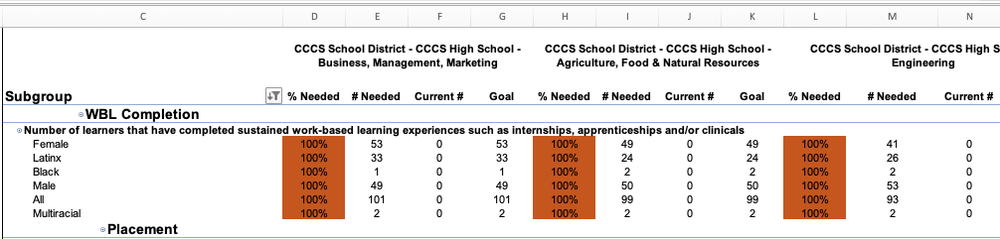 C D E F G H I J K L M N
CCCS School District - CCCS High School - CCCS School District - CCCS High School - CCCS School District - CCCS High S
Business, Management, Marketing Agriculture, Food & Natural Resources Engineering
Subgroup % Needed # Needed Current # Goal % Needed # Needed Current # Goal % Needed # Needed Current #
WBL Completion
Number of learners that have completed sustained work-based learning experiences such as internships, apprenticeships and/or clinicals
Female 100% 53 0 53 100% 49 0 49 100% 41 0
Latinx 100% 33 0 33 100% 24 0 24 100% 26 0
Black 100% 1 0 1 100% 2 0 2 100% 2 0
Male 100% 49 0 49 100% 50 0 50 100% 53 0
All 100% 101 0 101 100% 99 0 99 100% 93 0
Multiracial 100% 2 0 2 100% 2 0 2 100% 2 0
Placement